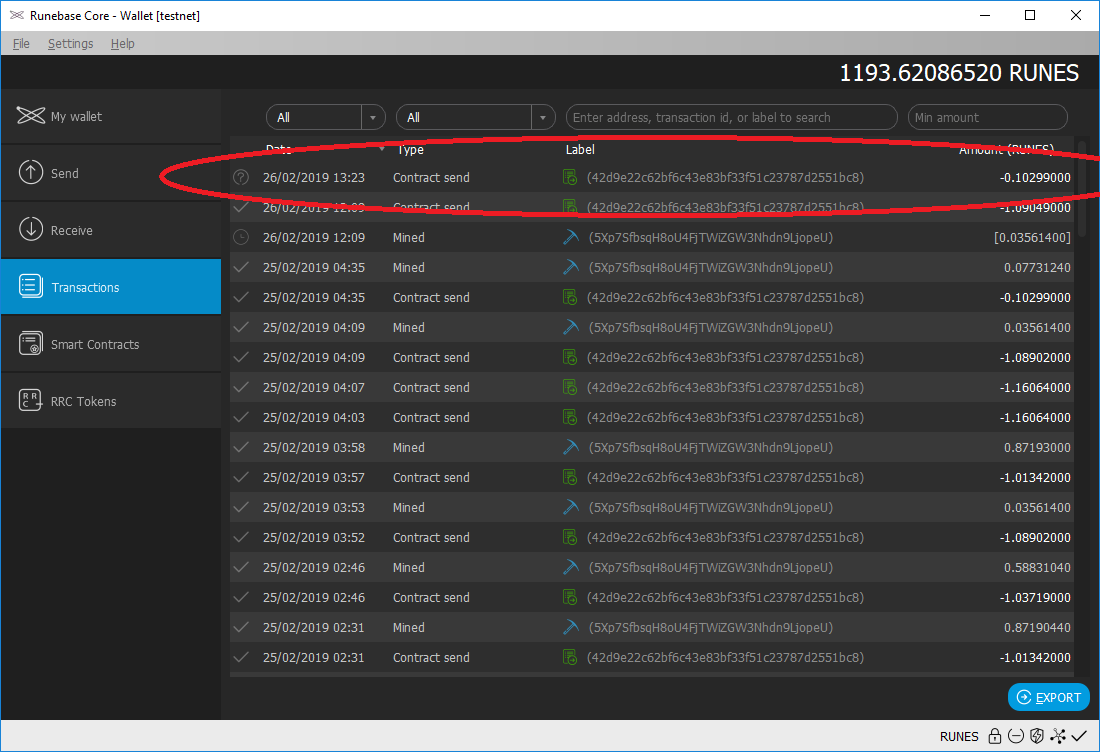 Runebase Core - Wallet [testnet]
File Settings Help
1193.62086520 RUNES
My wallet
Send
Receive
Transactions
Smart Contracts
R R C
RRC Tokens
All All Enter address, transaction id, or label to search Min amount
Date Type Label Amount (RUNES)
26/02/2019 13:23 Contract send (42d9e22c62bf6c43e83bf33f51c23787d2551bc8) -0.10299000
26/02/2019 12:09 Contract send (42d9e22c62bf6c43e83bf33f51c23787d2551bc8) -1.09049000
26/02/2019 12:09 Mined (5Xp7SfbsqH8oU4FjTWiZGW3Nhdn9LjopeU) [0.03561400]
25/02/2019 04:35 Mined (5Xp7SfbsqH8oU4FjTWiZGW3Nhdn9LjopeU) 0.07731240
25/02/2019 04:35 Contract send (42d9e22c62bf6c43e83bf33f51c23787d2551bc8) -0.10299000
25/02/2019 04:09 Mined (5Xp7SfbsqH8oU4FjTWiZGW3Nhdn9LjopeU) 0.03561400
25/02/2019 04:09 Contract send (42d9e22c62bf6c43e83bf33f51c23787d2551bc8) -1.08902000
25/02/2019 04:07 Contract send (42d9e22c62bf6c43e83bf33f51c23787d2551bc8) -1.16064000
25/02/2019 04:03 Contract send (42d9e22c62bf6c43e83bf33f51c23787d2551bc8) -1.16064000
25/02/2019 03:58 Mined (5Xp7SfbsqH8oU4FjTWiZGW3Nhdn9LjopeU) 0.87193000
25/02/2019 03:57 Contract send (42d9e22c62bf6c43e83bf33f51c23787d2551bc8) -1.01342000
25/02/2019 03:53 Mined (5Xp7SfbsqH8oU4FjTWiZGW3Nhdn9LjopeU) 0.03561400
25/02/2019 03:52 Contract send (42d9e22c62bf6c43e83bf33f51c23787d2551bc8) -1.08902000
25/02/2019 02:46 Mined (5Xp7SfbsqH8oU4FjTWiZGW3Nhdn9LjopeU) 0.58831040
25/02/2019 02:46 Contract send (42d9e22c62bf6c43e83bf33f51c23787d2551bc8) -1.03719000
25/02/2019 02:31 Mined (5Xp7SfbsqH8oU4FjTWiZGW3Nhdn9LjopeU) 0.87190440
25/02/2019 02:31 Contract send (42d9e22c62bf6c43e83bf33f51c23787d2551bc8) -1.01342000
EXPORT
RUNES